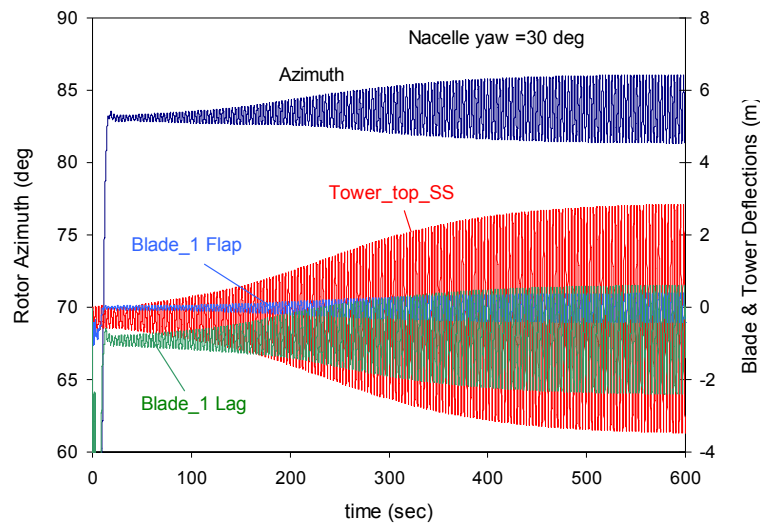 Nacelle yaw =30 deg
Azimuth
Tower_top_SS
Blade_1 Flap
Blade_1 Lag
Rotor Azimuth (deg
90
85
80
75
70
65
60
Blade & Tower Deflections (m)
8
6
4
2
0
-2
-4
0 100 200 300 400 500 600
time (sec)